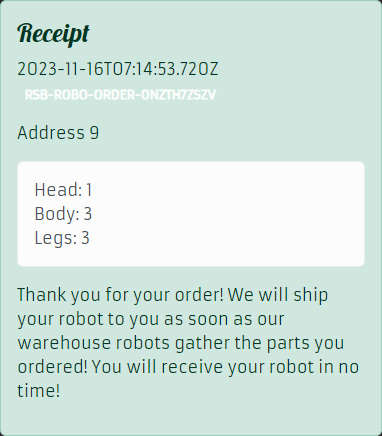 Receipt
2023-11-16T07:14:53.720Z
RSB-ROBO-ORDER-ONZTH7ZSZV
Address 9
Head: 1
Body: 3
Legs: 3
Thank you for your order! We will ship
your robot to you as soon as our
warehouse robots gather the parts you
ordered! You will receive your robot in no
time!